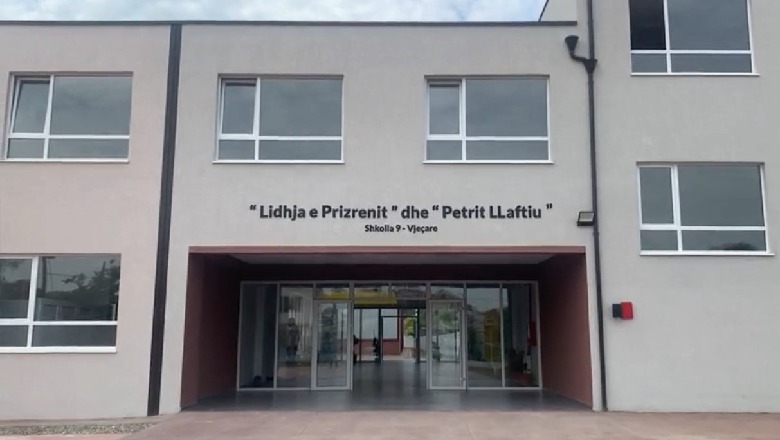 “ Lidhja e Prizrenit ” dhe “ Petrit LLaftiu ”
Shkolla 9 - Vjeçare